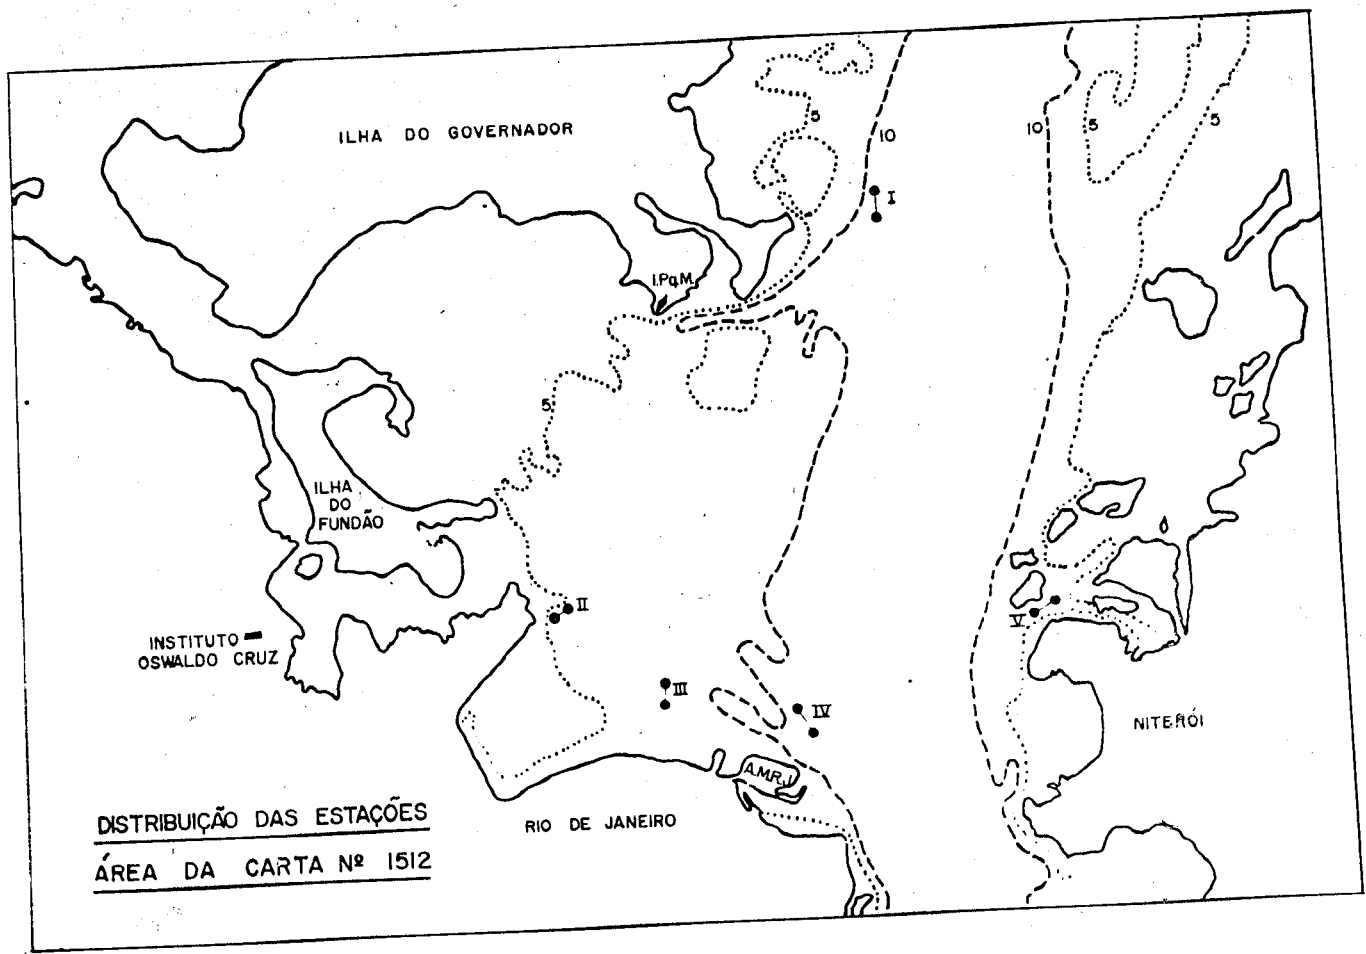 ILHA DO GOVERNADOR
5
10
10
5
5
I
I.Pq.M.
5
ILHA
DO
FUNDÃO
II
V
INSTITUTO
OSWALDO CRUZ
III
IV
NITERÓI
A.M.R.J.
DISTRIBUIÇÃO DAS ESTAÇÕES
RIO DE JANEIRO
ÁREA DA CARTA Nº 1512